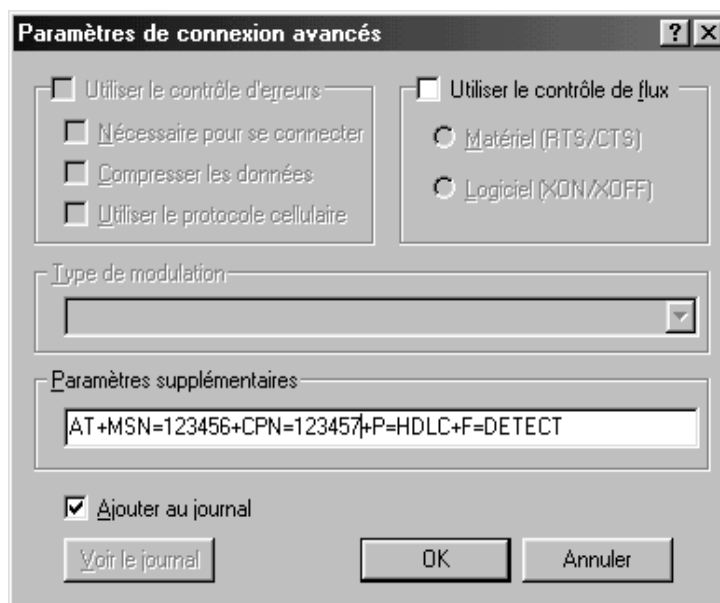 Paramètres de connexion avancés
Utiliser le contrôle d'erreurs
Nécessaire pour se connecter
Compresser les données
Utiliser le protocole cellulaire
Utiliser le contrôle de flux
Matériel (RTS/CTS)
Logiciel (XON/XOFF)
Type de modulation
Paramètres supplémentaires
AT+MSN=123456+CPN=123457+P=HDLC+F=DETECT
Ajouter au journal
Voir le journal
OK
Annuler